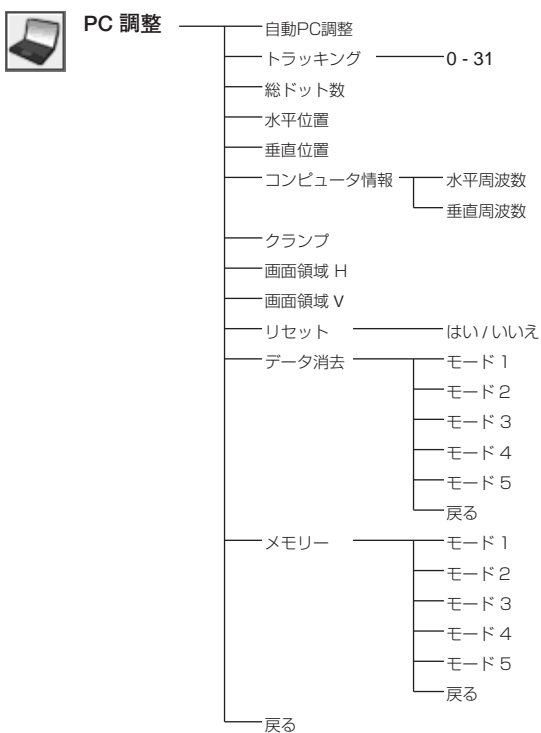 PC 調整
自動PC調整
トラッキング 0 - 31
総ドット数
水平位置
垂直位置
コンピュータ情報 水平周波数
垂直周波数
クランプ
画面領域 H
画面領域 V
リセット はい / いいえ
データ消去 モード 1
モード 2
モード 3
モード 4
モード 5
戻る
メモリー モード 1
モード 2
モード 3
モード 4
モード 5
戻る
戻る